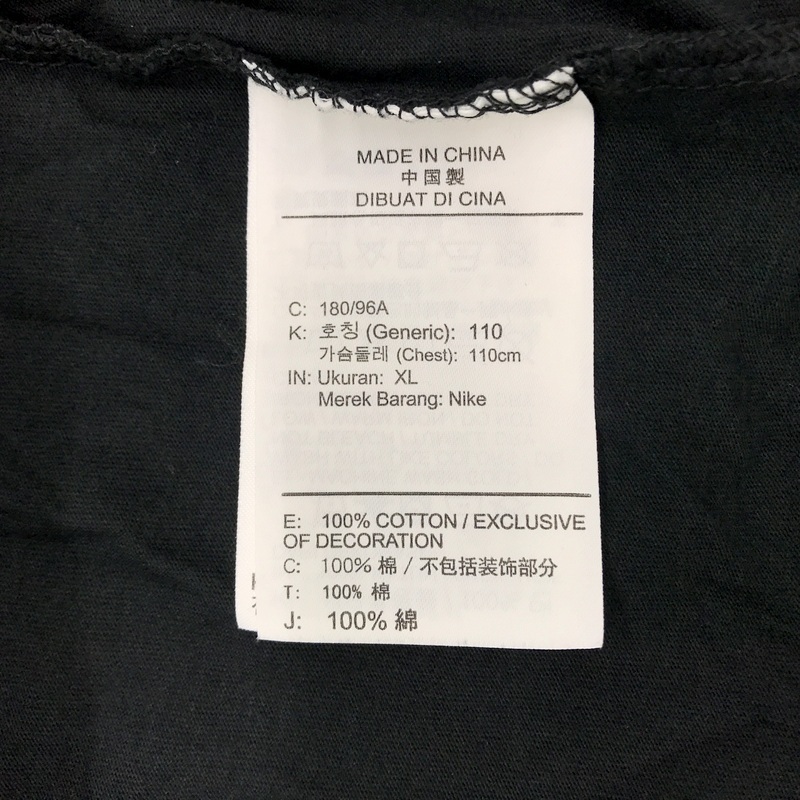 MADE IN CHINA
中国製
DIBUAT DI CINA
C: 180/96A
K: 호칭 (Generic): 110
가슴둘레 (Chest): 110cm
IN: Ukuran: XL
Merek Barang: Nike
E: 100% COTTON / EXCLUSIVE
OF DECORATION
C: 100% 棉 / 不包括装饰部分
T: 100% 棉
J: 100% 綿